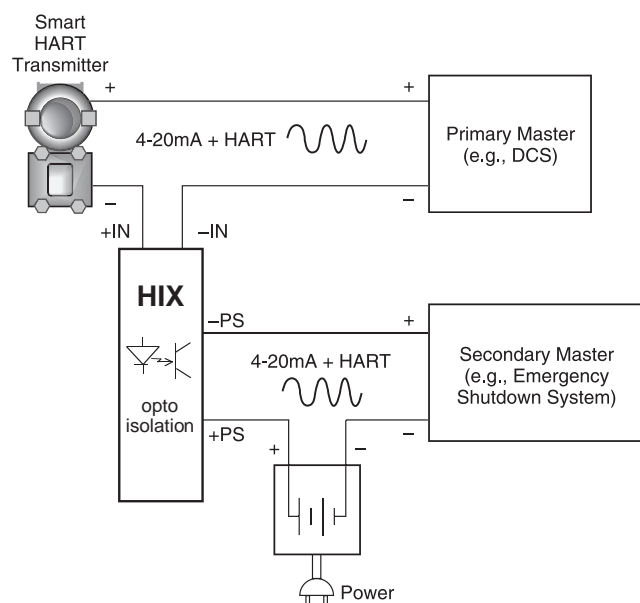 Smart
HART
Transmitter
+
+
4-20mA + HART
Primary Master
(e.g., DCS)
–
–
+IN
–IN
HIX
opto
isolation
–PS
+
4-20mA + HART
Secondary Master
(e.g., Emergency
Shutdown System)
+PS
–
+
–
Power